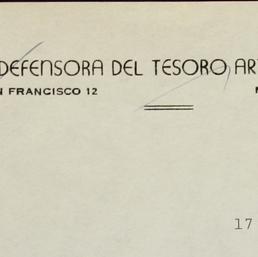 DEFENSORA DEL TESORO AR
N FRANCISCO 12
17